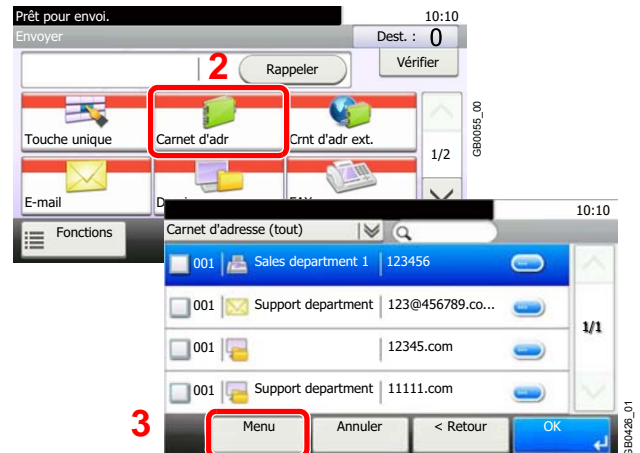 Prêt pour envoi.
10:10
Envoyer
Dest. :
0
2
Rappeler
Vérifier
Touche unique
Carnet d'adr
Crnt d'adr ext.
1/2
GB0055_00
E-mail
Fonctions
10:10
Carnet d'adresse (tout)
001 Sales department 1 123456
001 Support department 123@456789.co...
001 12345.com
001 Support department 11111.com
1/1
3
Menu
Annuler
< Retour
OK
GB0426_01